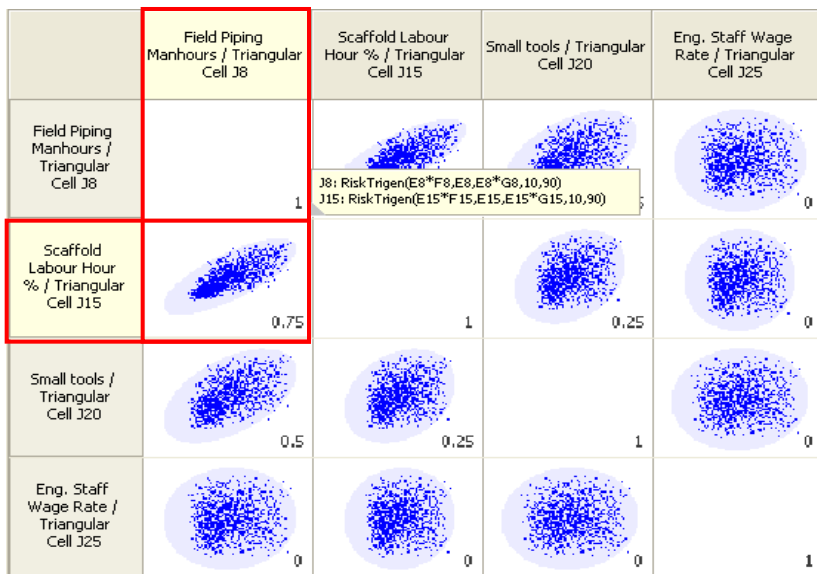 Field Piping
Manhours / Triangular
Cell J8
Scaffold Labour
Hour % / Triangular
Cell J15
Small tools / Triangular
Cell J20
Eng. Staff Wage
Rate / Triangular
Cell J25
Field Piping
Manhours /
Triangular
Cell J8
1
J8: RiskTrigen(E8*F8,E8,E8*G8,10,90)
J15: RiskTrigen(E15*F15,E15,E15*G15,10,90)
0
Scaffold
Labour Hour
% / Triangular
Cell J15
0.75
1
0.25
0
Small tools /
Triangular
Cell J20
0.5
0.25
1
0
Eng. Staff
Wage Rate /
Triangular
Cell J25
0
0
0
1